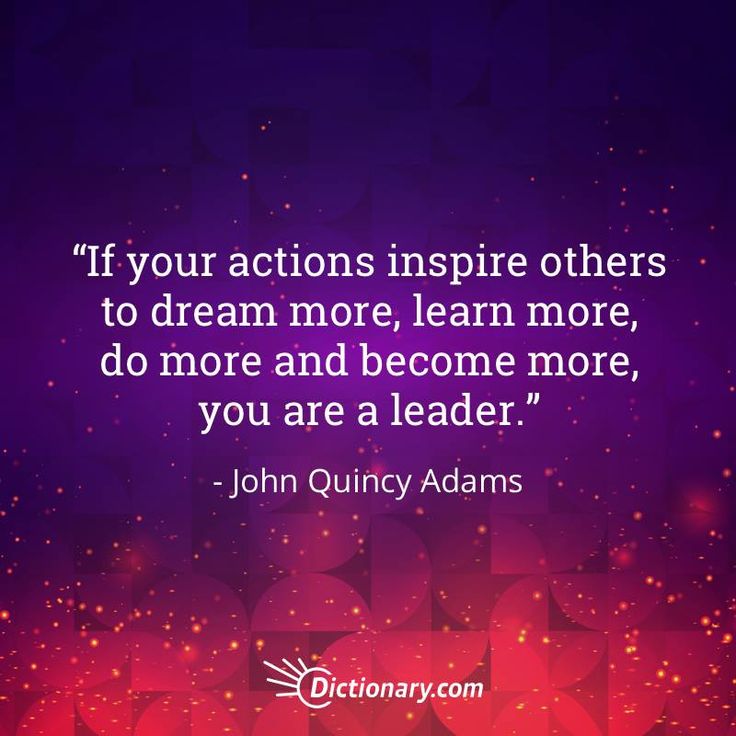 “If your actions inspire others
to dream more, learn more,
do more and become more,
you are a leader.”
- John Quincy Adams
Dictionary.com